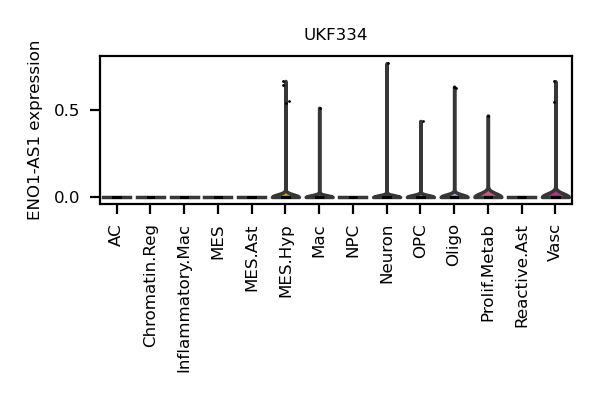 UKF334
ENO1-AS1 expression
0.5
0.0
AC
Chromatin.Reg
Inflammatory.Mac
MES
MES.Ast
MES.Hyp
Mac
NPC
Neuron
OPC
Oligo
Prolif.Metab
Reactive.Ast
Vasc